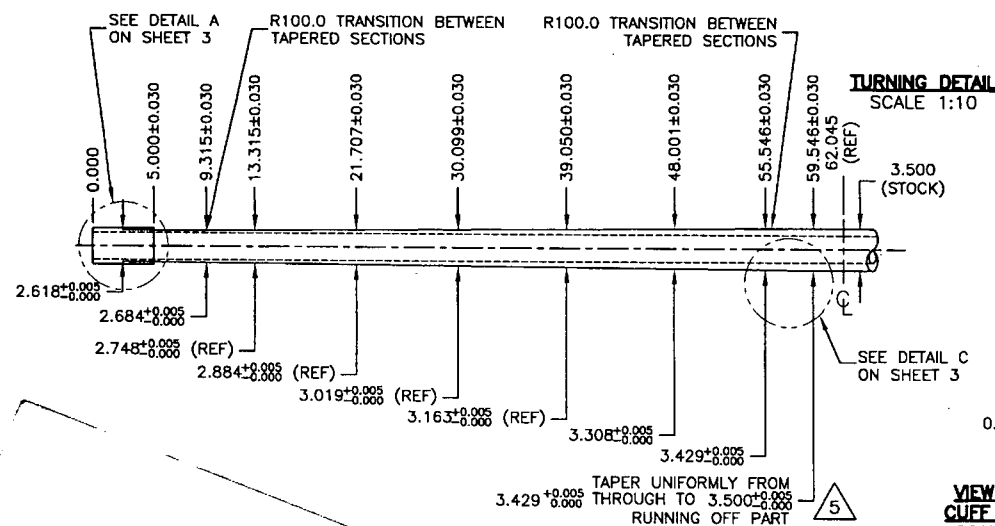 SEE DETAIL A
ON SHEET 3
R100.0 TRANSITION BETWEEN
TAPERED SECTIONS
R100.0 TRANSITION BETWEEN
TAPERED SECTIONS
TURNING DETAIL
SCALE 1:10
0.000
5.000±0.030
9.315±0.030
13.315±0.030
21.707±0.030
30.099±0.030
39.050±0.030
48.001±0.030
55.546±0.030
59.546±0.030
62.045
(REF)
3.500
(STOCK)
2.618+0.005
-0.000
2.684+0.005
-0.000
2.748+0.005 (REF)
-0.000
2.884+0.005 (REF)
-0.000
3.019+0.005 (REF)
-0.000
3.163+0.005 (REF)
-0.000
3.308+0.005
-0.000
3.429+0.005
-0.000
℄
SEE DETAIL C
ON SHEET 3
0.
TAPER UNIFORMLY FROM
3.429 +0.005 THROUGH TO 3.500+0.005
0.000 -0.000
RUNNING OFF PART
5
VIEW
CUFF